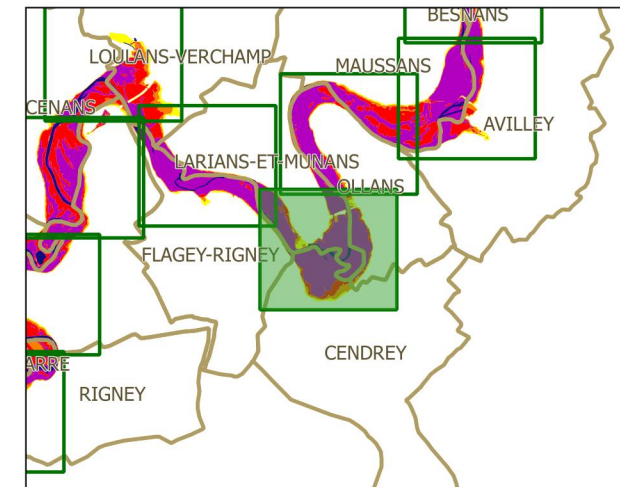 BESNANS
LOULANS-VERCHAMP
MAUSSANS
CENANS
AVILLEY
LARIANS-ET-MUNANS
OLLANS
FLAGEY-RIGNEY
CENDREY
ARRE
RIGNEY